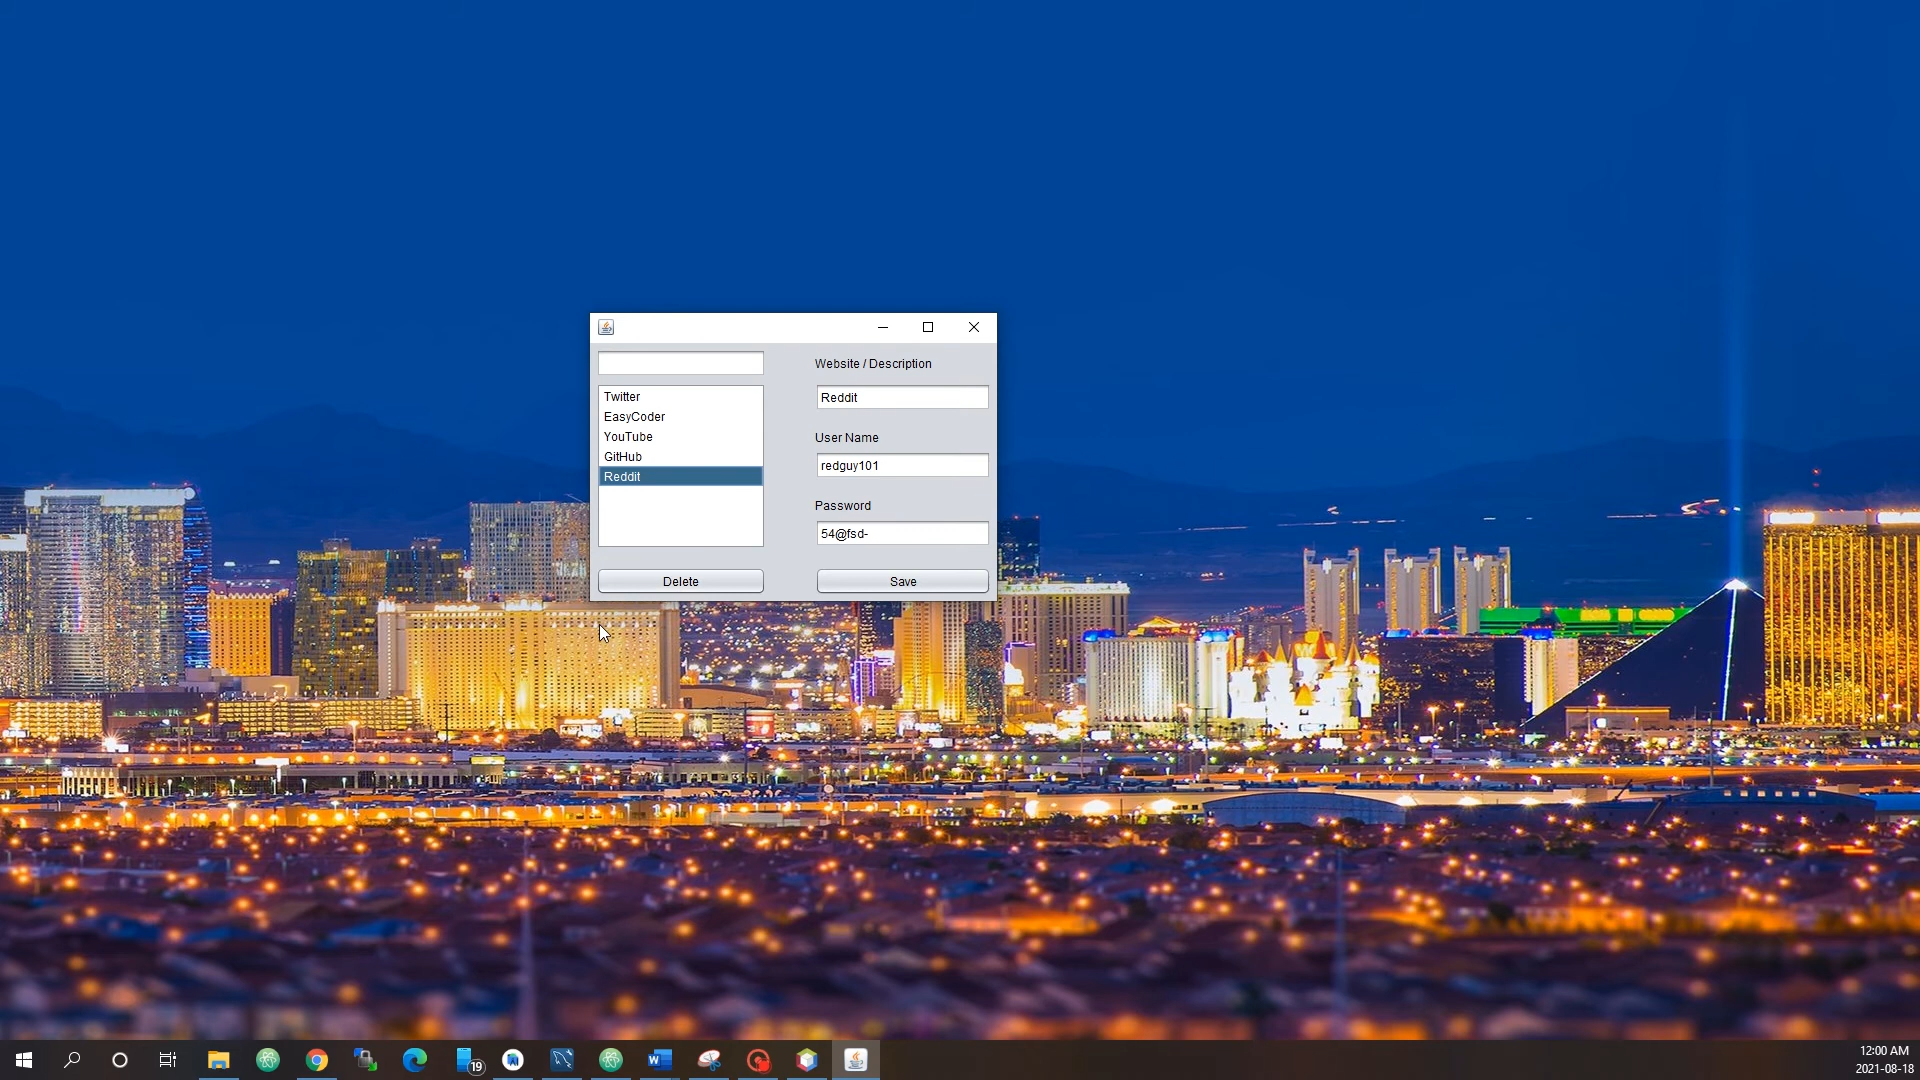 Website / Description
Twitter
EasyCoder
YouTube
GitHub
Reddit
Reddit
User Name
redguy101
Password
54@fsd-
Delete
Save
19
12:00 AM
2021-08-18